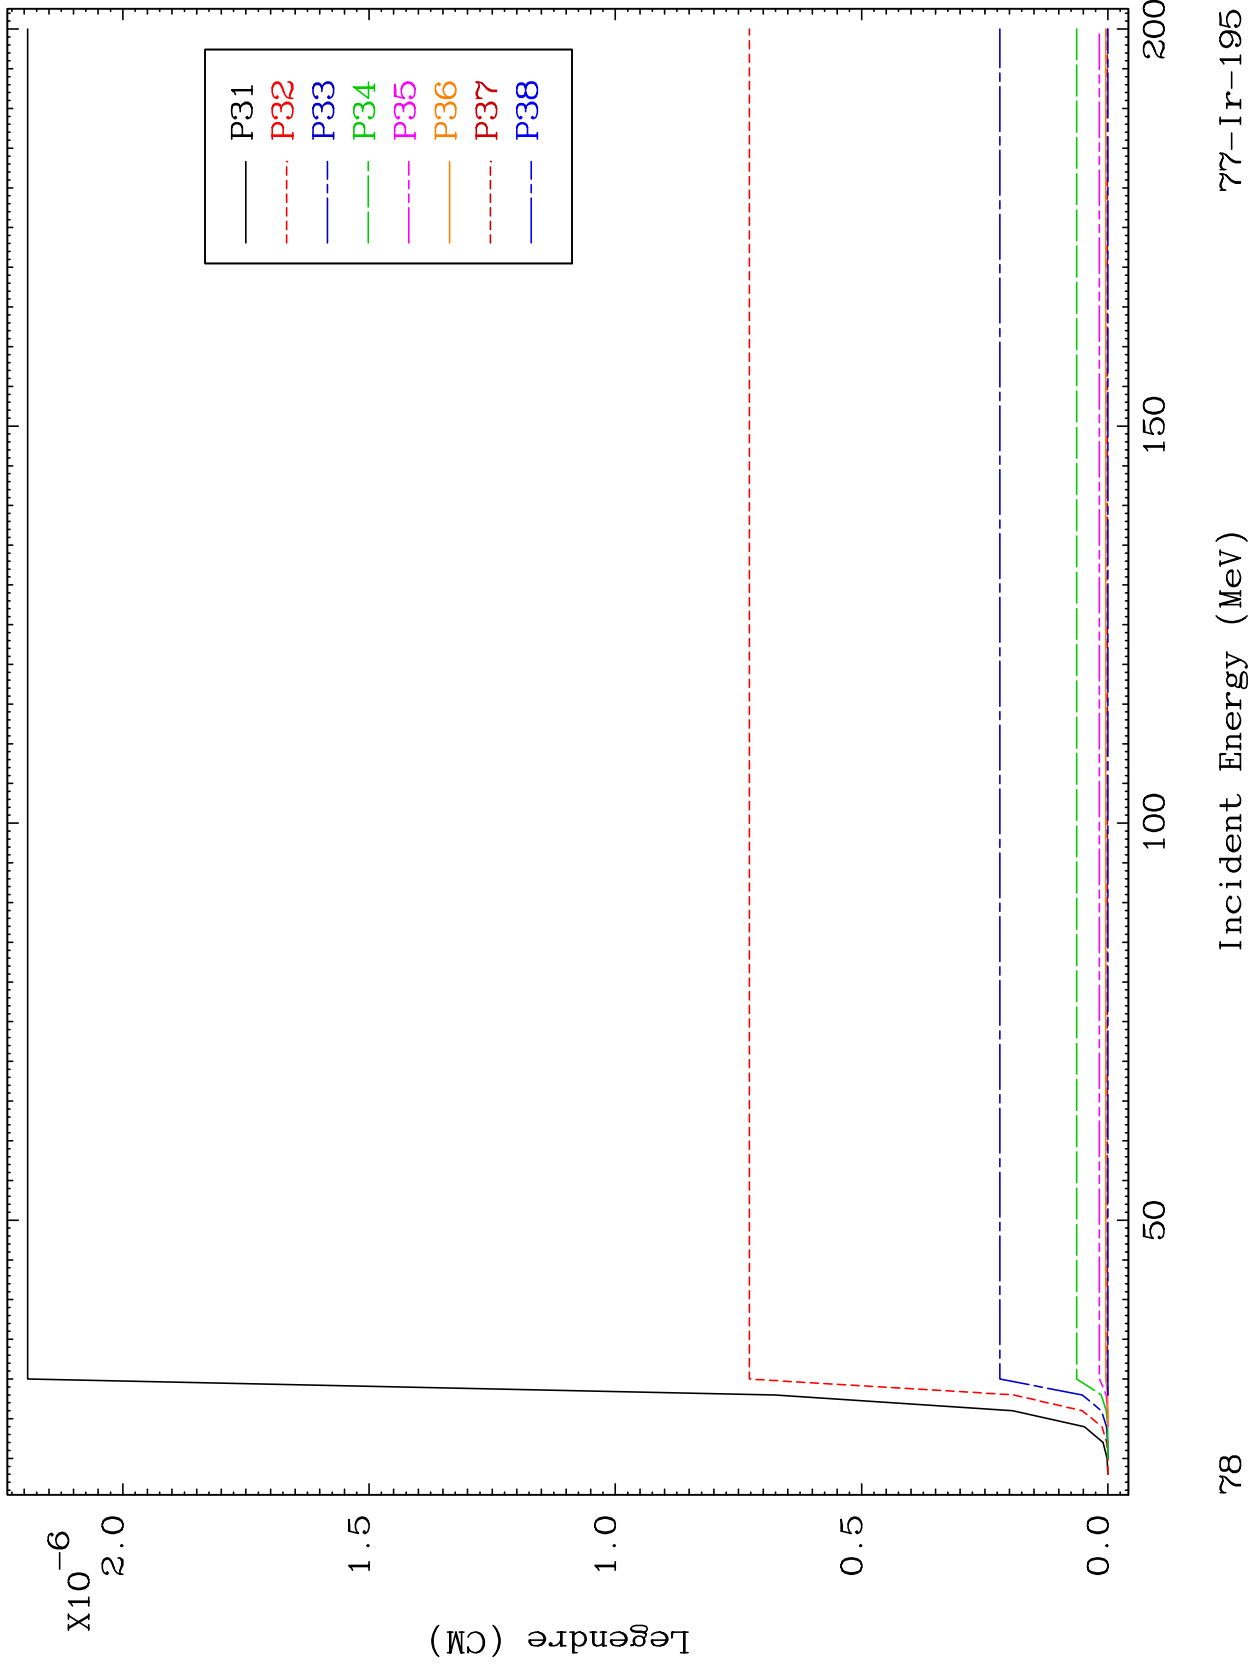 X10-6
2.0
1.5
1.0
0.5
0.0
Legendre (CM)
P31
P32
P33
P34
P35
P36
P37
P38
50
100
150
200
Incident Energy (MeV)
78
77-Ir-195